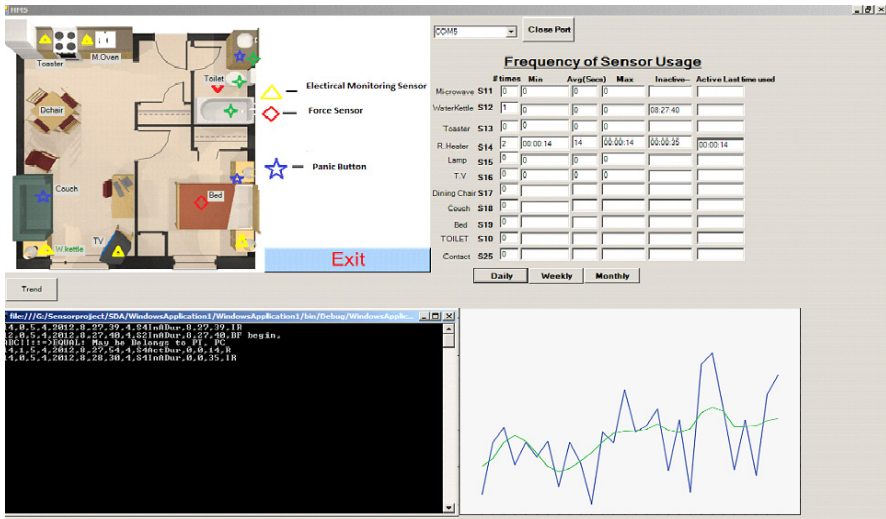 HMS
COM5
Close Port
Toaster
M.Oven
Toilet
Dchair
Couch
Bed
TV
W.kettle
Electircal Monitoring Sensor
Force Sensor
Panic Button
Exit
Frequency of Sensor Usage
# times Min Avg(Secs) Max Inactive-- Active Last time used
Microwave S11 0 0 0 0
WaterKettle S12 1 0 0 0 08:27:40
Toaster S13 0 0 0 0
R.Heater S14 2 00:00:14 14 00:00:14 00:00:35 00:00:14
Lamp S15 0 0 0 0
T.V S16 0 0 0 0
Dining Chair S17 0
Couch S18 0
Bed S19 0
TOILET S10 0
Contact S25 0
Daily Weekly Monthly
Trend
file:///G:/Sensorproject/SDA/WindowsApplication1/WindowsApplication1/bin/Debug/WindowsApplic...
4,0,5,4,2012,8,27,39,4,S4InADur,8,27,39,IR
2,0,5,4,2012,8,27,40,4,S2InADur,8,27,40,BF begin,
ABC!!!!=>EQUAL! May be Belongs to PT, PC
4,1,5,4,2012,8,27,54,4,S4ActDur,0,0,14,R
4,0,5,4,2012,8,28,30,4,S4InADur,0,0,35,IR